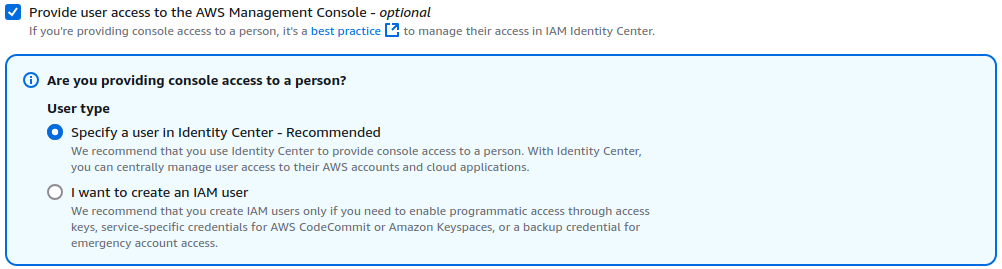 Provide user access to the AWS Management Console - optional
If you're providing console access to a person, it's a best practice to manage their access in IAM Identity Center.
Are you providing console access to a person?
User type
Specify a user in Identity Center - Recommended
We recommend that you use Identity Center to provide console access to a person. With Identity Center,
you can centrally manage user access to their AWS accounts and cloud applications.
I want to create an IAM user
We recommend that you create IAM users only if you need to enable programmatic access through access
keys, service-specific credentials for AWS CodeCommit or Amazon Keyspaces, or a backup credential for
emergency account access.